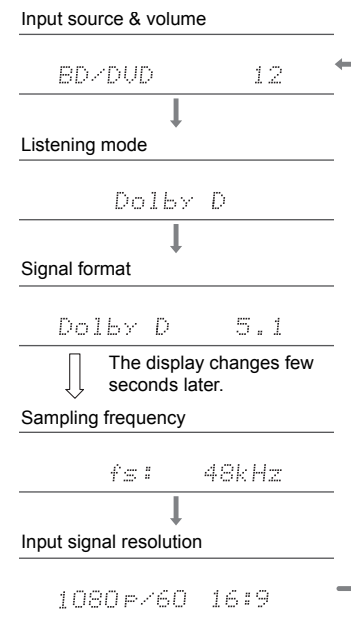 Input source & volume
BD/DVD 12
Listening mode
Dolby D
Signal format
Dolby D 5.1
The display changes few
seconds later.
Sampling frequency
fs: 48kHz
Input signal resolution
1080p/60 16:9